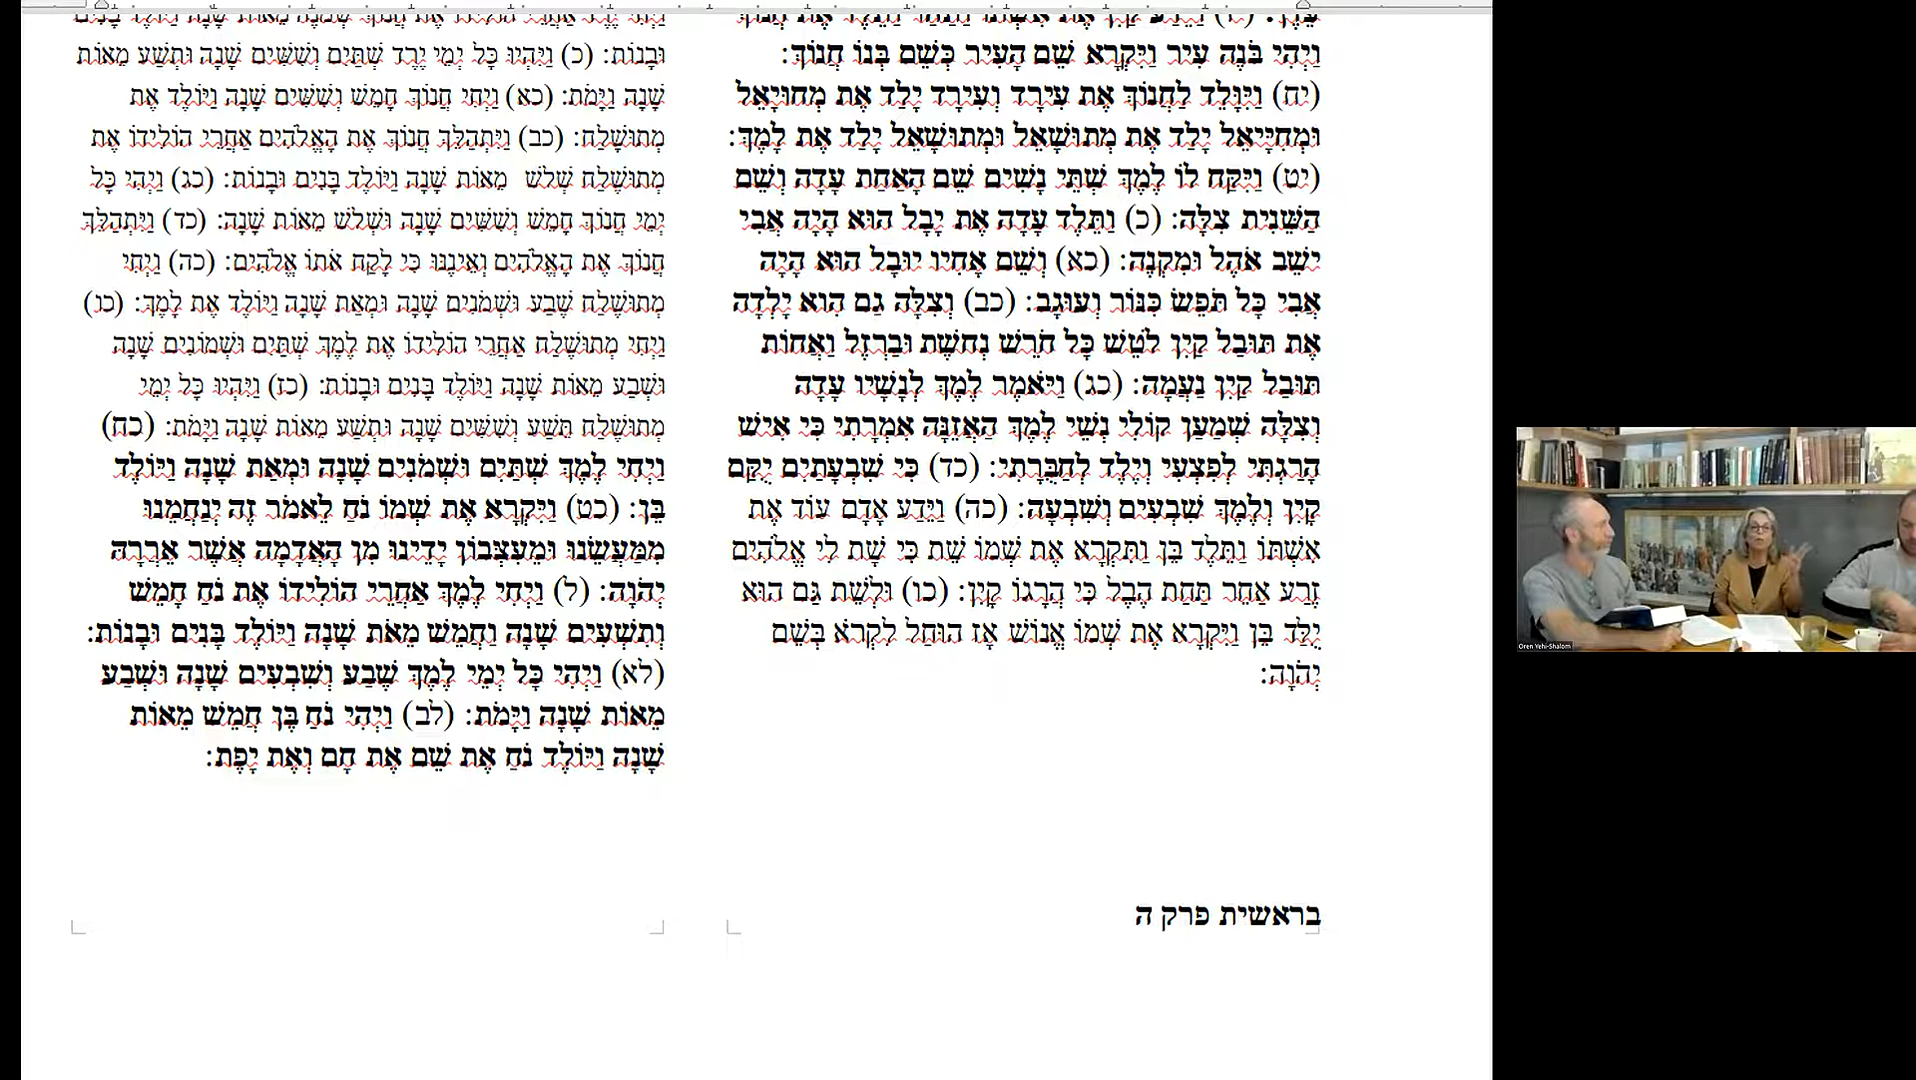 וַיְהִי בֹּנֶה עִיר וַיִּקְרָא שֵׁם הָעִיר כְּשֵׁם בְּנוֹ חֲנוֹךְ:
(יח) וַיִּוָּלֵד לַחֲנוֹךְ אֶת עִירָד וְעִירָד יָלַד אֶת מְחוּיָאֵל
וּמְחִיָּיאֵל יָלַד אֶת מְתוּשָׁאֵל וּמְתוּשָׁאֵל יָלַד אֶת לָמֶךְ:
(יט) וַיִּקַּח לוֹ לֶמֶךְ שְׁתֵּי נָשִׁים שֵׁם הָאַחַת עָדָה וְשֵׁם
הַשֵּׁנִית צִלָּה: (כ) וַתֵּלֶד עָדָה אֶת יָבָל הוּא הָיָה אֲבִי
יֹשֵׁב אֹהֶל וּמִקְנֶה: (כא) וְשֵׁם אָחִיו יוּבָל הוּא הָיָה
אֲבִי כָּל תֹּפֵשׂ כִּנּוֹר וְעוּגָב: (כב) וְצִלָּה גַם הִוא יָלְדָה
אֶת תּוּבַל קַיִן לֹטֵשׁ כָּל חֹרֵשׁ נְחֹשֶׁת וּבַרְזֶל וַאֲחוֹת
תּוּבַל קַיִן נַעֲמָה: (כג) וַיֹּאמֶר לֶמֶךְ לְנָשָׁיו עָדָה
וְצִלָּה שְׁמַעַן קוֹלִי נְשֵׁי לֶמֶךְ הַאְזֵנָּה אִמְרָתִי כִּי אִישׁ
הָרַגְתִּי לְפִצְעִי וְיֶלֶד לְחַבֻּרָתִי: (כד) כִּי שִׁבְעָתַיִם יֻקַּם
קָיִן וְלֶמֶךְ שִׁבְעִים וְשִׁבְעָה: (כה) וַיֵּדַע אָדָם עוֹד אֶת
אִשְׁתּוֹ וַתֵּלֶד בֵּן וַתִּקְרָא אֶת שְׁמוֹ שֵׁת כִּי שָׁת לִי אֱלֹהִים
זֶרַע אַחֵר תַּחַת הֶבֶל כִּי הֲרָגוֹ קָיִן: (כו) וּלְשֵׁת גַּם הוּא
יֻלַּד בֵּן וַיִּקְרָא אֶת שְׁמוֹ אֱנוֹשׁ אָז הוּחַל לִקְרֹא בְּשֵׁם
יְהֹוָה:
בראשית פרק ה
וּבָנוֹת: (כ) וַיִּהְיוּ כָּל יְמֵי יֶרֶד שְׁתַּיִם וְשִׁשִּׁים שָׁנָה וּתְשַׁע מֵאוֹת
שָׁנָה וַיָּמֹת: (כא) וַיְחִי חֲנוֹךְ חָמֵשׁ וְשִׁשִּׁים שָׁנָה וַיּוֹלֶד אֶת
מְתוּשָׁלַח: (כב) וַיִּתְהַלֵּךְ חֲנוֹךְ אֶת הָאֱלֹהִים אַחֲרֵי הוֹלִידוֹ אֶת
מְתוּשֶׁלַח שְׁלֹשׁ מֵאוֹת שָׁנָה וַיּוֹלֶד בָּנִים וּבָנוֹת: (כג) וַיְהִי כָּל
יְמֵי חֲנוֹךְ חָמֵשׁ וְשִׁשִּׁים שָׁנָה וּשְׁלֹשׁ מֵאוֹת שָׁנָה: (כד) וַיִּתְהַלֵּךְ
חֲנוֹךְ אֶת הָאֱלֹהִים וְאֵינֶנּוּ כִּי לָקַח אֹתוֹ אֱלֹהִים: (כה) וַיְחִי
מְתוּשֶׁלַח שֶׁבַע וּשְׁמֹנִים שָׁנָה וּמְאַת שָׁנָה וַיּוֹלֶד אֶת לָמֶךְ: (כו)
וַיְחִי מְתוּשֶׁלַח אַחֲרֵי הוֹלִידוֹ אֶת לֶמֶךְ שְׁתַּיִם וּשְׁמוֹנִים שָׁנָה
וּשְׁבַע מֵאוֹת שָׁנָה וַיּוֹלֶד בָּנִים וּבָנוֹת: (כז) וַיִּהְיוּ כָּל יְמֵי
מְתוּשֶׁלַח תֵּשַׁע וְשִׁשִּׁים שָׁנָה וּתְשַׁע מֵאוֹת שָׁנָה וַיָּמֹת: (כח)
וַיְחִי לֶמֶךְ שְׁתַּיִם וּשְׁמֹנִים שָׁנָה וּמְאַת שָׁנָה וַיּוֹלֶד
בֵּן: (כט) וַיִּקְרָא אֶת שְׁמוֹ נֹחַ לֵאמֹר זֶה יְנַחֲמֵנוּ
מִמַּעֲשֵׂנוּ וּמֵעִצְּבוֹן יָדֵינוּ מִן הָאֲדָמָה אֲשֶׁר אֵרְרָהּ
יְהֹוָה: (ל) וַיְחִי לֶמֶךְ אַחֲרֵי הוֹלִידוֹ אֶת נֹחַ חָמֵשׁ
וְתִשְׁעִים שָׁנָה וַחֲמֵשׁ מֵאֹת שָׁנָה וַיּוֹלֶד בָּנִים וּבָנוֹת:
(לא) וַיְהִי כָּל יְמֵי לֶמֶךְ שֶׁבַע וְשִׁבְעִים שָׁנָה וּשְׁבַע
מֵאוֹת שָׁנָה וַיָּמֹת: (לב) וַיְהִי נֹחַ בֶּן חֲמֵשׁ מֵאוֹת
שָׁנָה וַיּוֹלֶד נֹחַ אֶת שֵׁם אֶת חָם וְאֶת יָפֶת:
Oren Yehi-Shalom